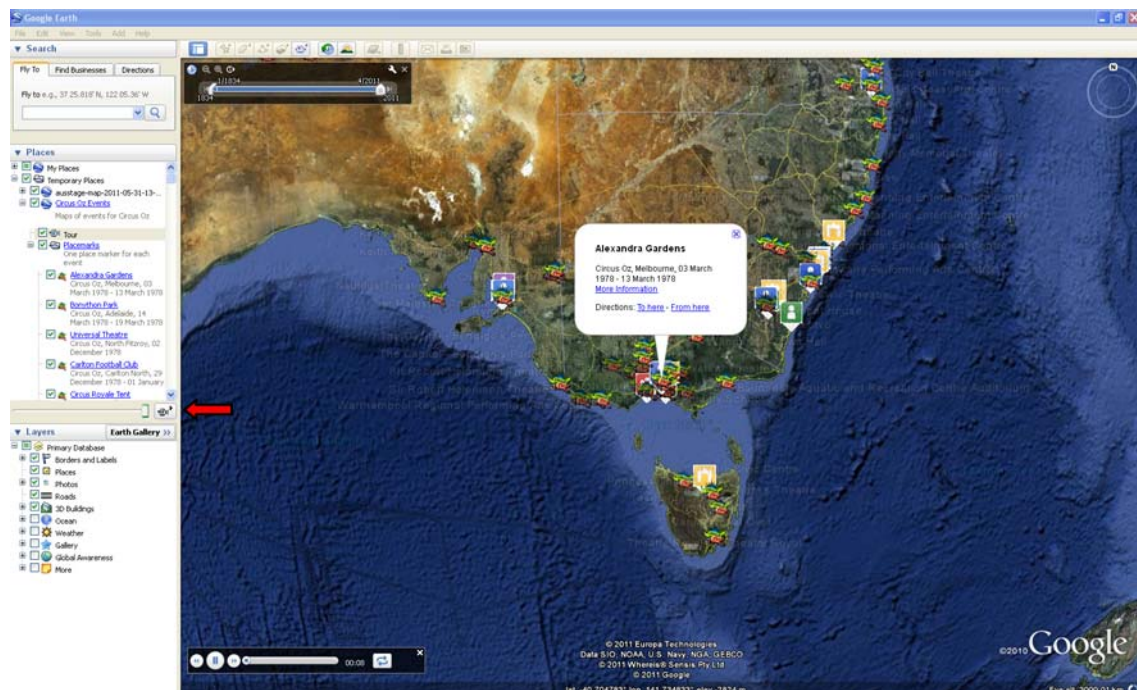 Google Earth
File Edit View Tools Add Help
Search
Fly To Find Businesses Directions
Fly to e.g., 37 25.818' N, 122 05.36' W
Places
My Places
Temporary Places
ausstage-map-2011-05-31-13-...
Circus Oz Events
Maps of events for Circus Oz
Tour
Placemarks
One place marker for each
event
Alexandra Gardens
Circus Oz, Melbourne, 03
March 1978 - 13 March 1978
Bonython Park
Circus Oz, Adelaide, 14
March 1978 - 19 March 1978
Universal Theatre
Circus Oz, North Fitzroy, 02
December 1978
Carlton Football Club
Circus Oz, Carlton North, 29
December 1978 - 01 January
Circus Royale Tent
Layers
Earth Gallery >>
Primary Database
Borders and Labels
Places
Photos
Roads
3D Buildings
Ocean
Weather
Gallery
Global Awareness
More
1/1834 4/2011
1834 2011
N
Alexandra Gardens
Circus Oz, Melbourne, 03 March
1978 - 13 March 1978
More Information
Directions: To here - From here
00:08
© 2011 Europa Technologies
Data SIO, NOAA, U.S. Navy, NGA, GEBCO
© 2011 Whereis® Sensis Pty Ltd
© 2011 Google
©2010 Google